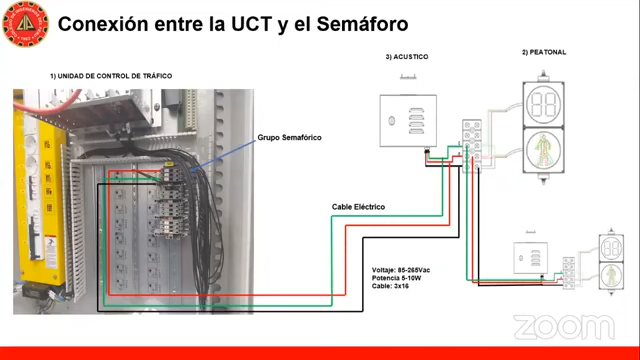 Conexión entre la UCT y el Semáforo
3) ACUSTICO
2) PEATONAL
1) UNIDAD DE CONTROL DE TRÁFICO
Grupo Semafórico
Cable Eléctrico
Voltaje: 85-265Vac
Potencia 5-10W
Cable: 3x16
zoom